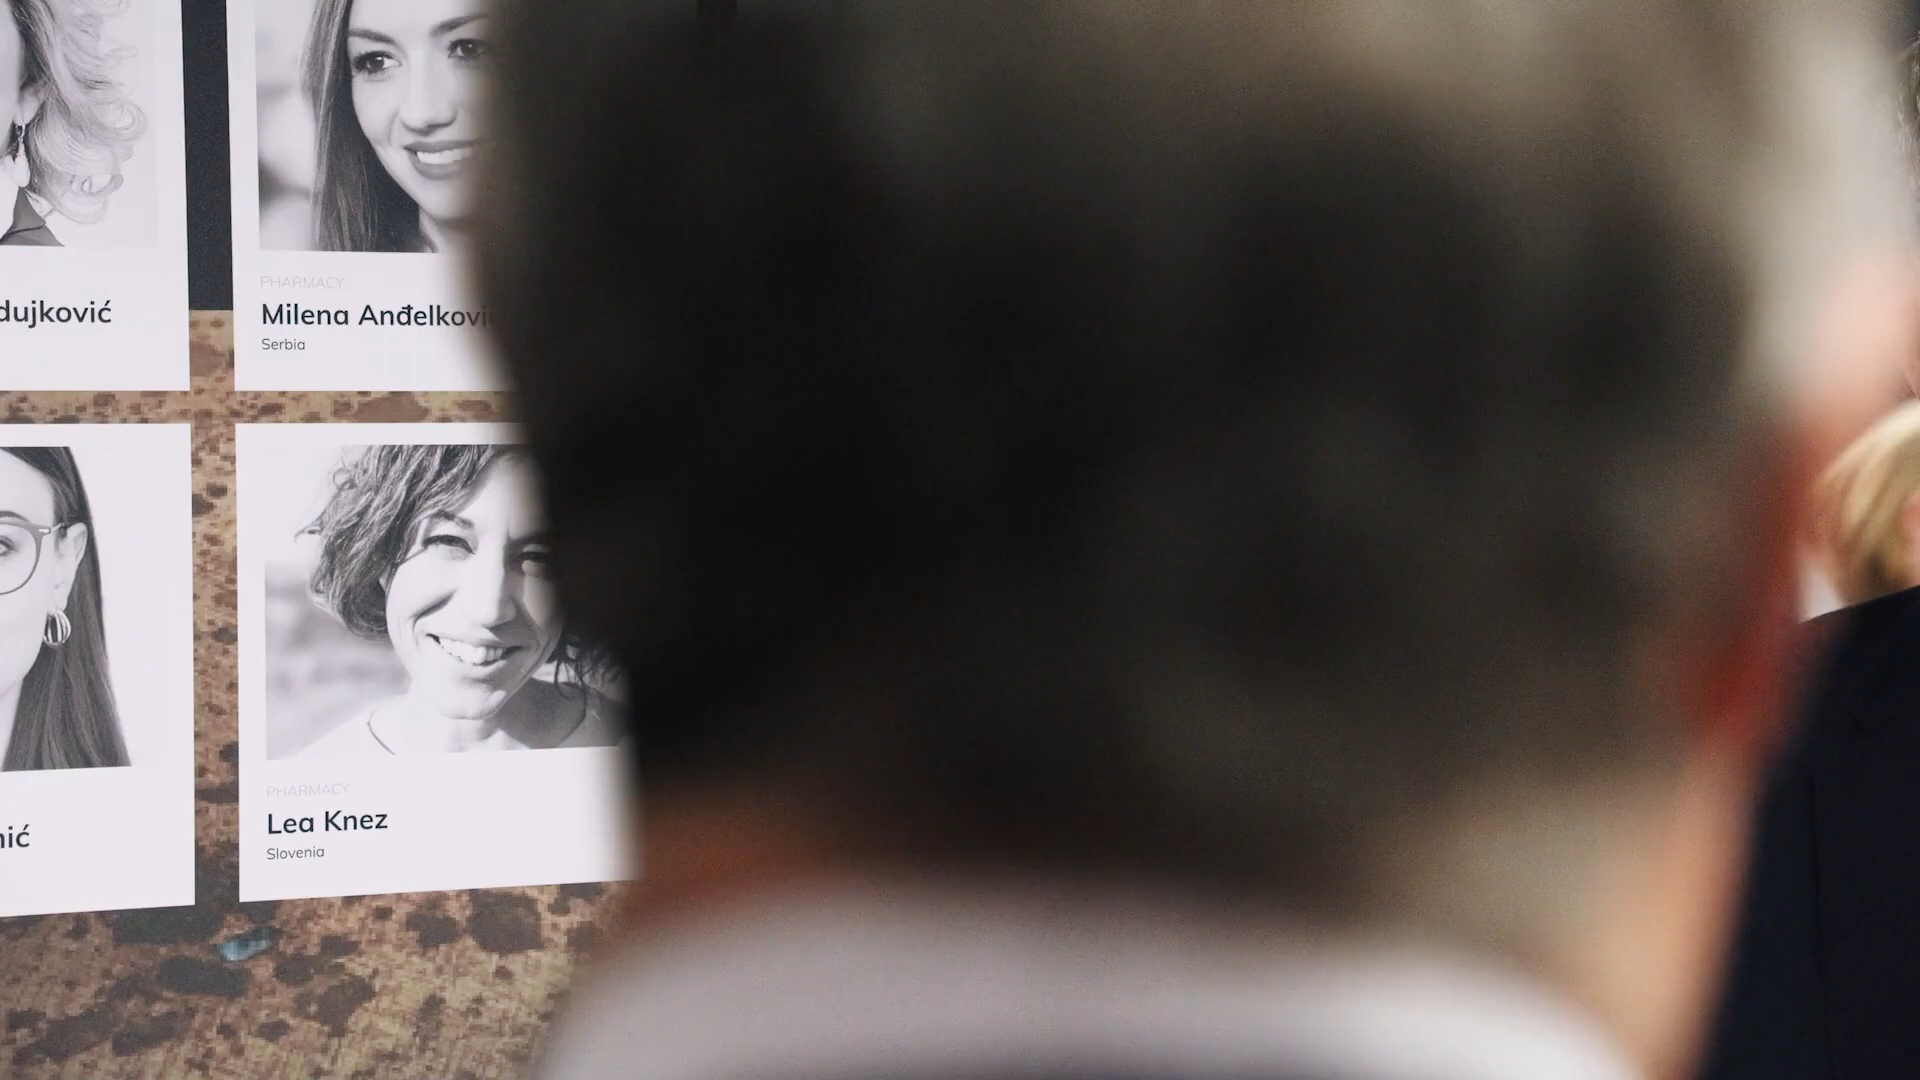 dujković
PHARMACY
Milena Anđelkovi
Serbia
nić
PHARMACY
Lea Knez
Slovenia